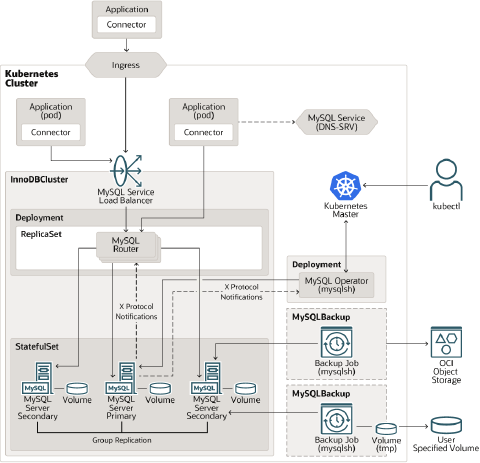 Application
Connector
Ingress
Kubernetes
Cluster
Application
(pod)
Connector
Application
(pod)
Connector
MySQL Service
(DNS-SRV)
InnoDBCluster
MySQL Service
Load Balancer
Kubernetes
Master
kubectl
Deployment
ReplicaSet
MySQL
Router
Deployment
MySQL Operator
(mysqlsh)
X Protocol
Notifications
X Protocol
Notifications
StatefulSet
MySQL
MySQL
Server
Secondary
Volume
MySQL
MySQL
Server
Primary
Volume
MySQL
MySQL
Server
Secondary
Volume
Group Replication
MySQLBackup
Backup Job
(mysqlsh)
OCI
Object
Storage
MySQLBackup
Backup Job
(mysqlsh)
Volume
(tmp)
User
Specified Volume